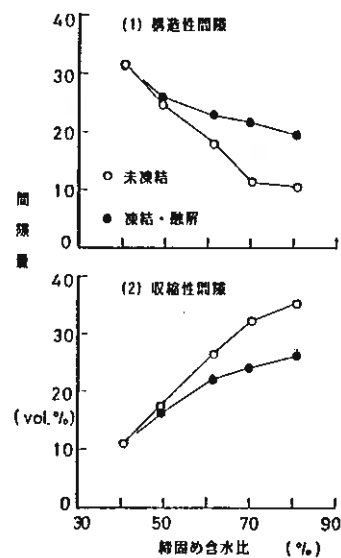 (1) 構造性間隙
40
30
20
10
0
○ 未凍結
● 凍結・融解
間隙量
(vol.%)
(2) 収縮性間隙
40
30
20
10
0
30 50 70 90
締固め含水比 (%)